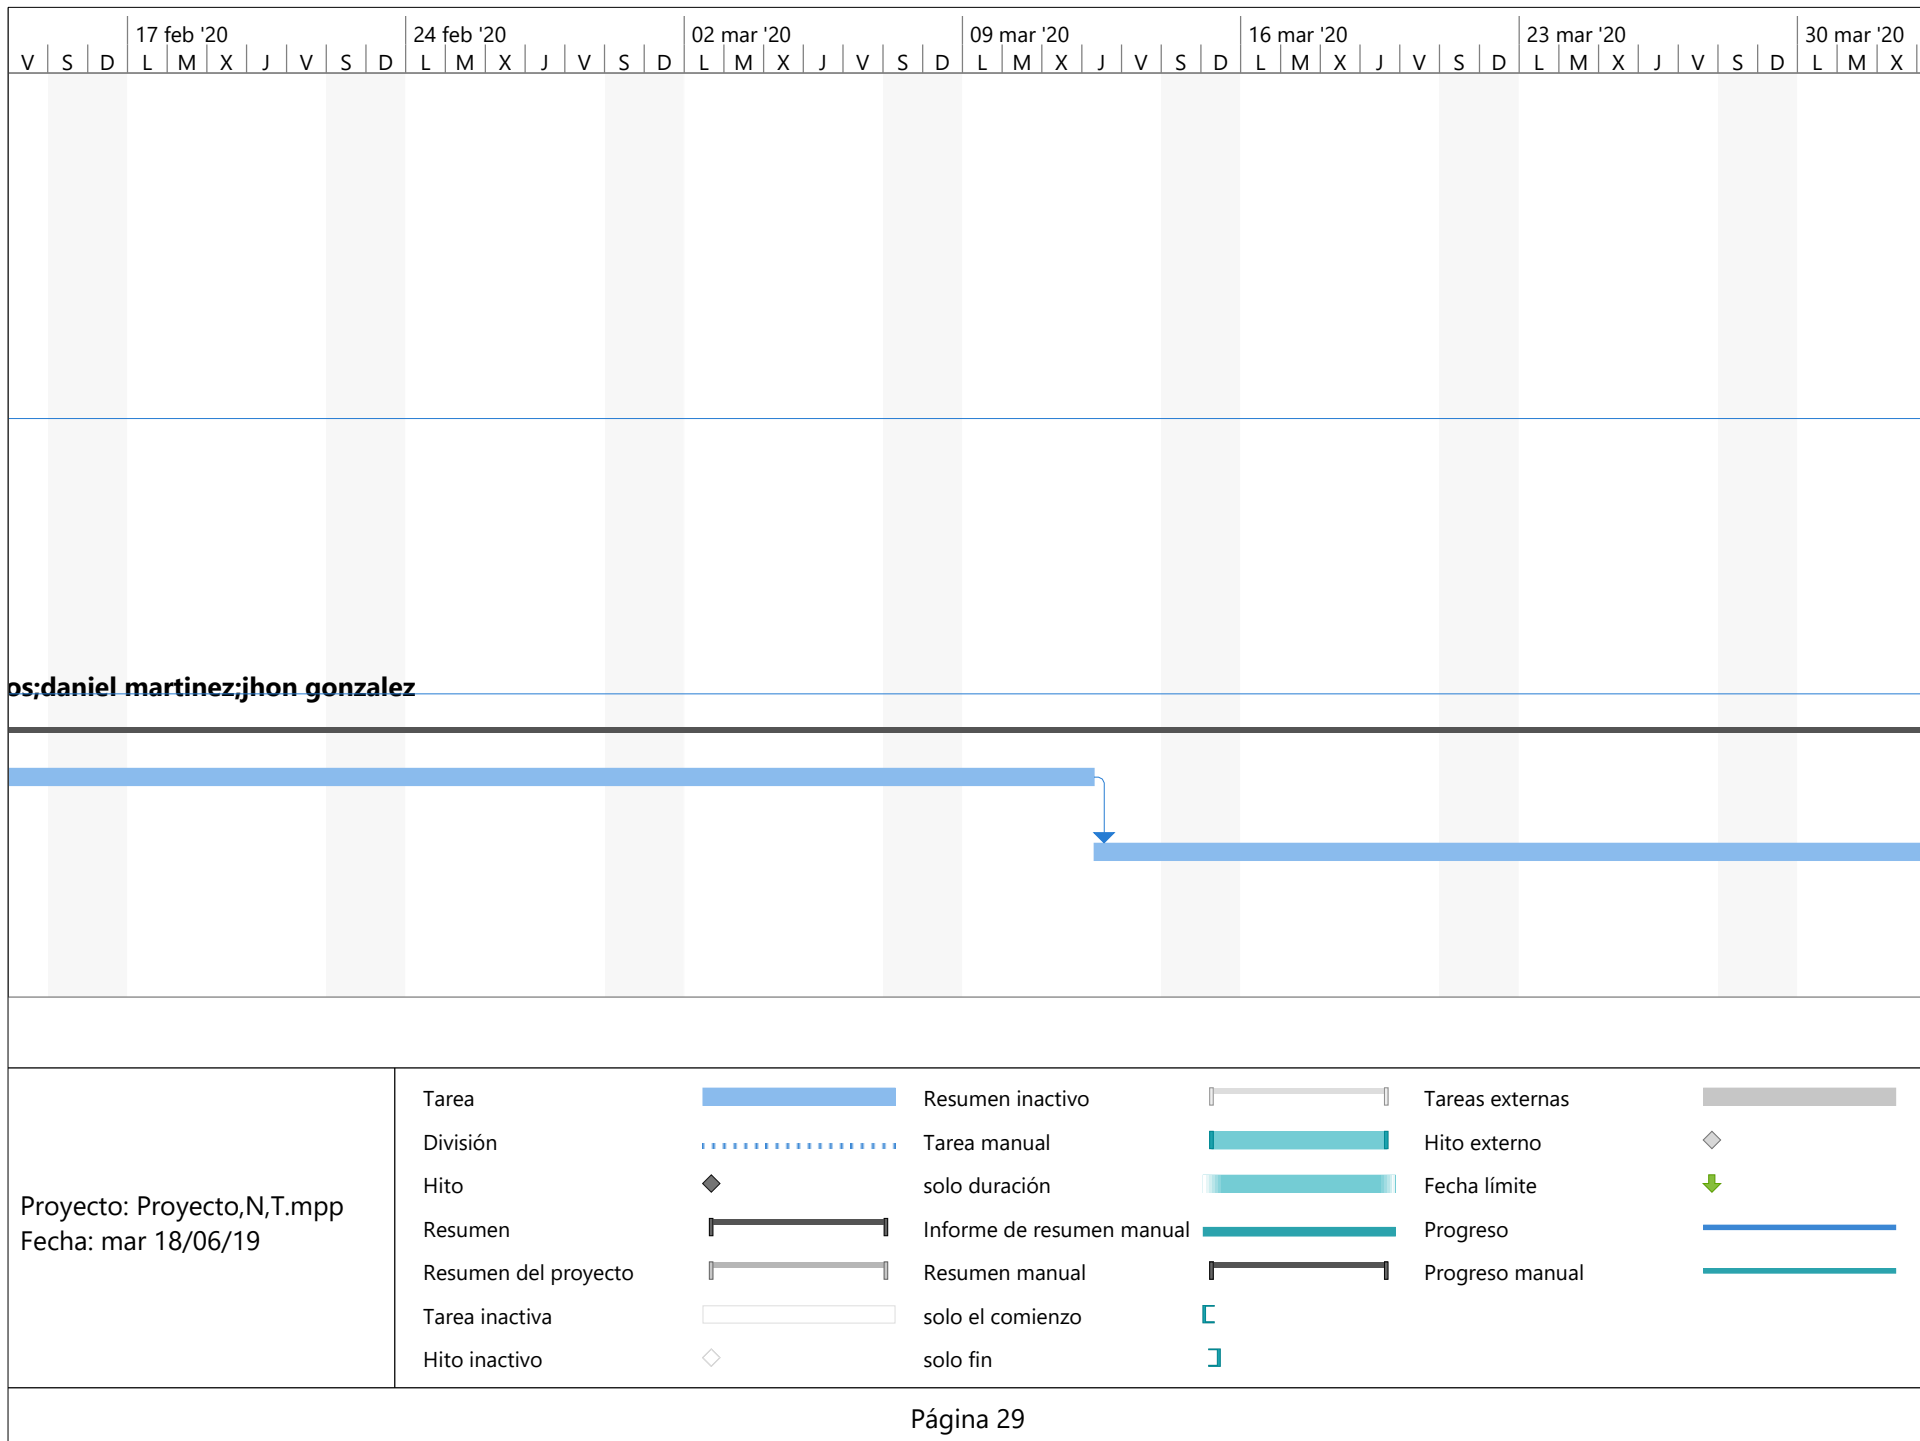 17 feb '20 24 feb '20 02 mar '20 09 mar '20 16 mar '20 23 mar '20 30 mar '20
V S D L M X J V S D L M X J V S D L M X J V S D L M X J V S D L M X J V S D L M X J V S D L M X
os;daniel martinez;jhon gonzalez
Proyecto: Proyecto,N,T.mpp
Fecha: mar 18/06/19
Tarea
División
Hito
Resumen
Resumen del proyecto
Tarea inactiva
Hito inactivo
Resumen inactivo
Tarea manual
solo duración
Informe de resumen manual
Resumen manual
solo el comienzo
solo fin
Tareas externas
Hito externo
Fecha límite
Progreso
Progreso manual
Página 29